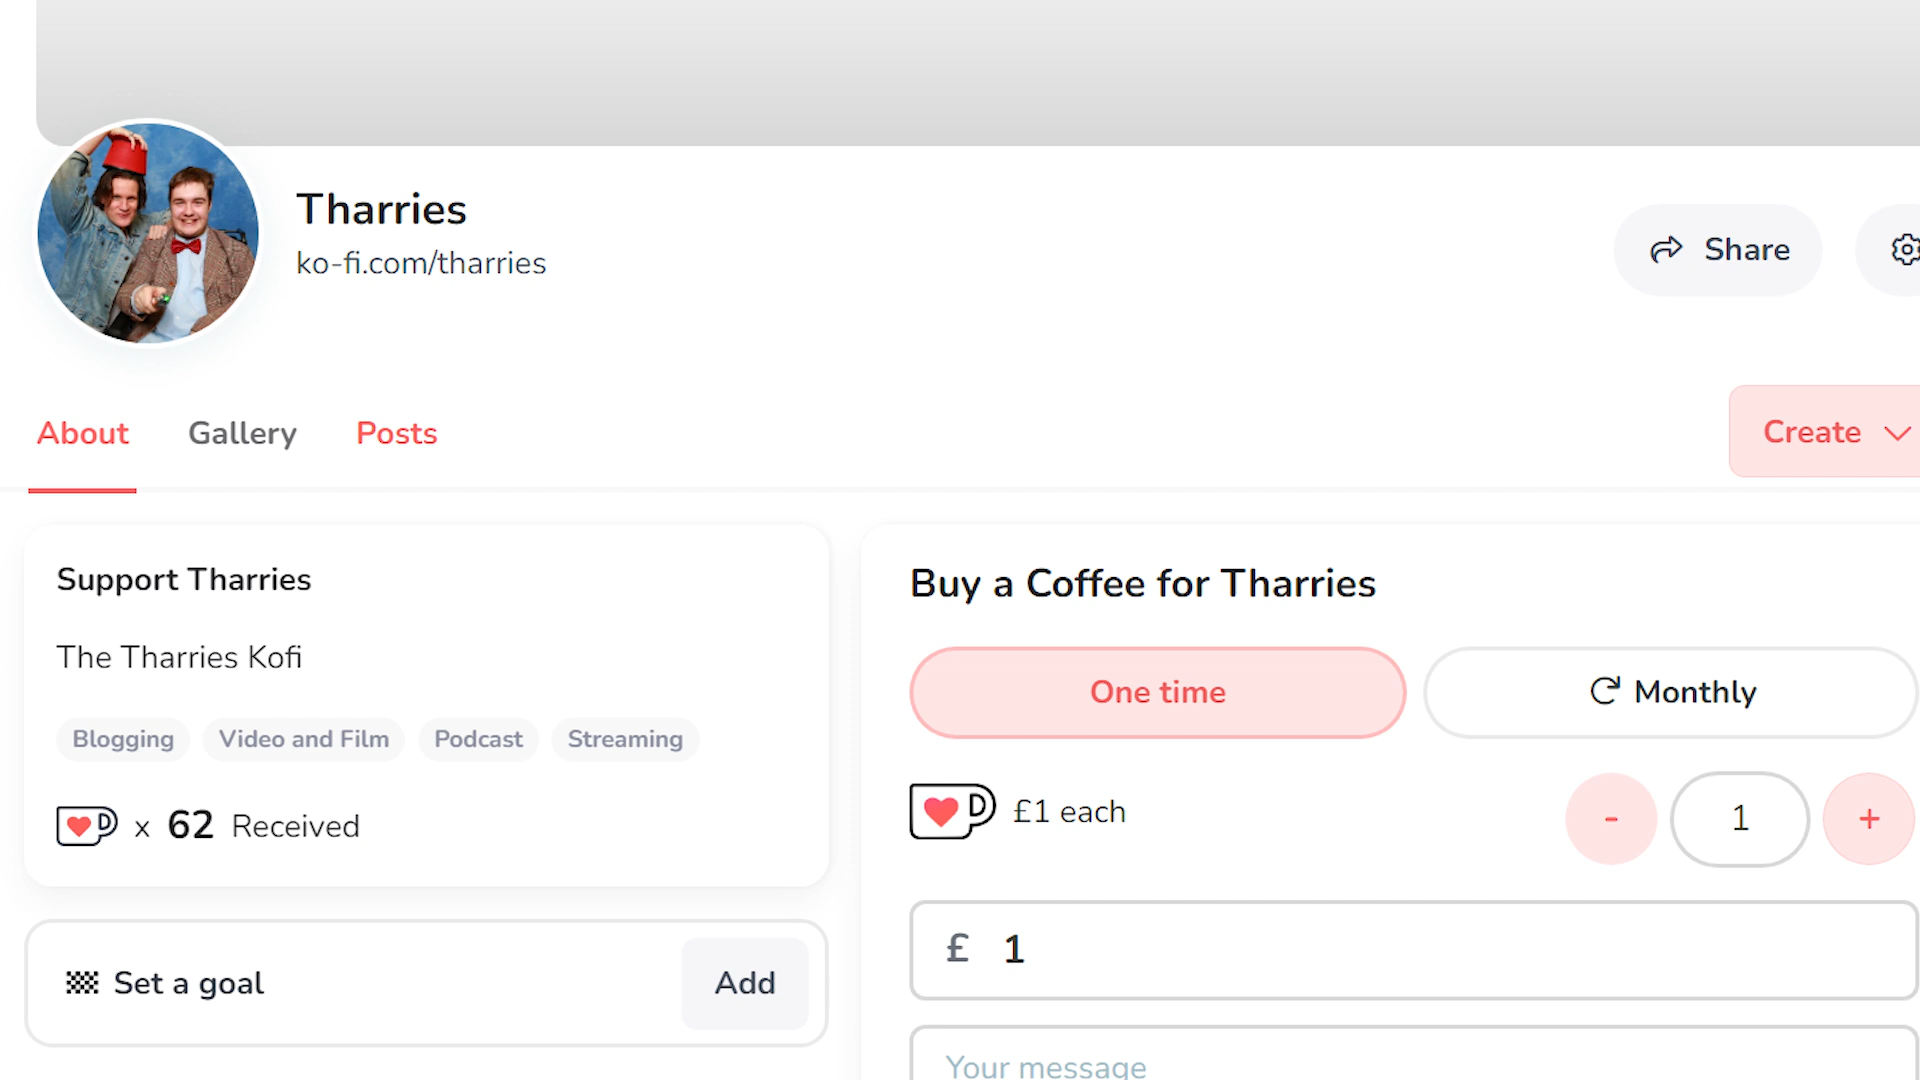 Tharries
ko-fi.com/tharries
Share
About Gallery Posts
Create
Support Tharries
The Tharries Kofi
Blogging Video and Film Podcast Streaming
x 62 Received
Set a goal Add
Buy a Coffee for Tharries
One time Monthly
£1 each
- 1 +
£ 1
Your message